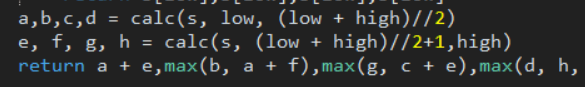 a,b,c,d = calc(s, low, (low + high)//2)
e, f, g, h = calc(s, (low + high)//2+1,high)
return a + e,max(b, a + f),max(g, c + e),max(d, h,